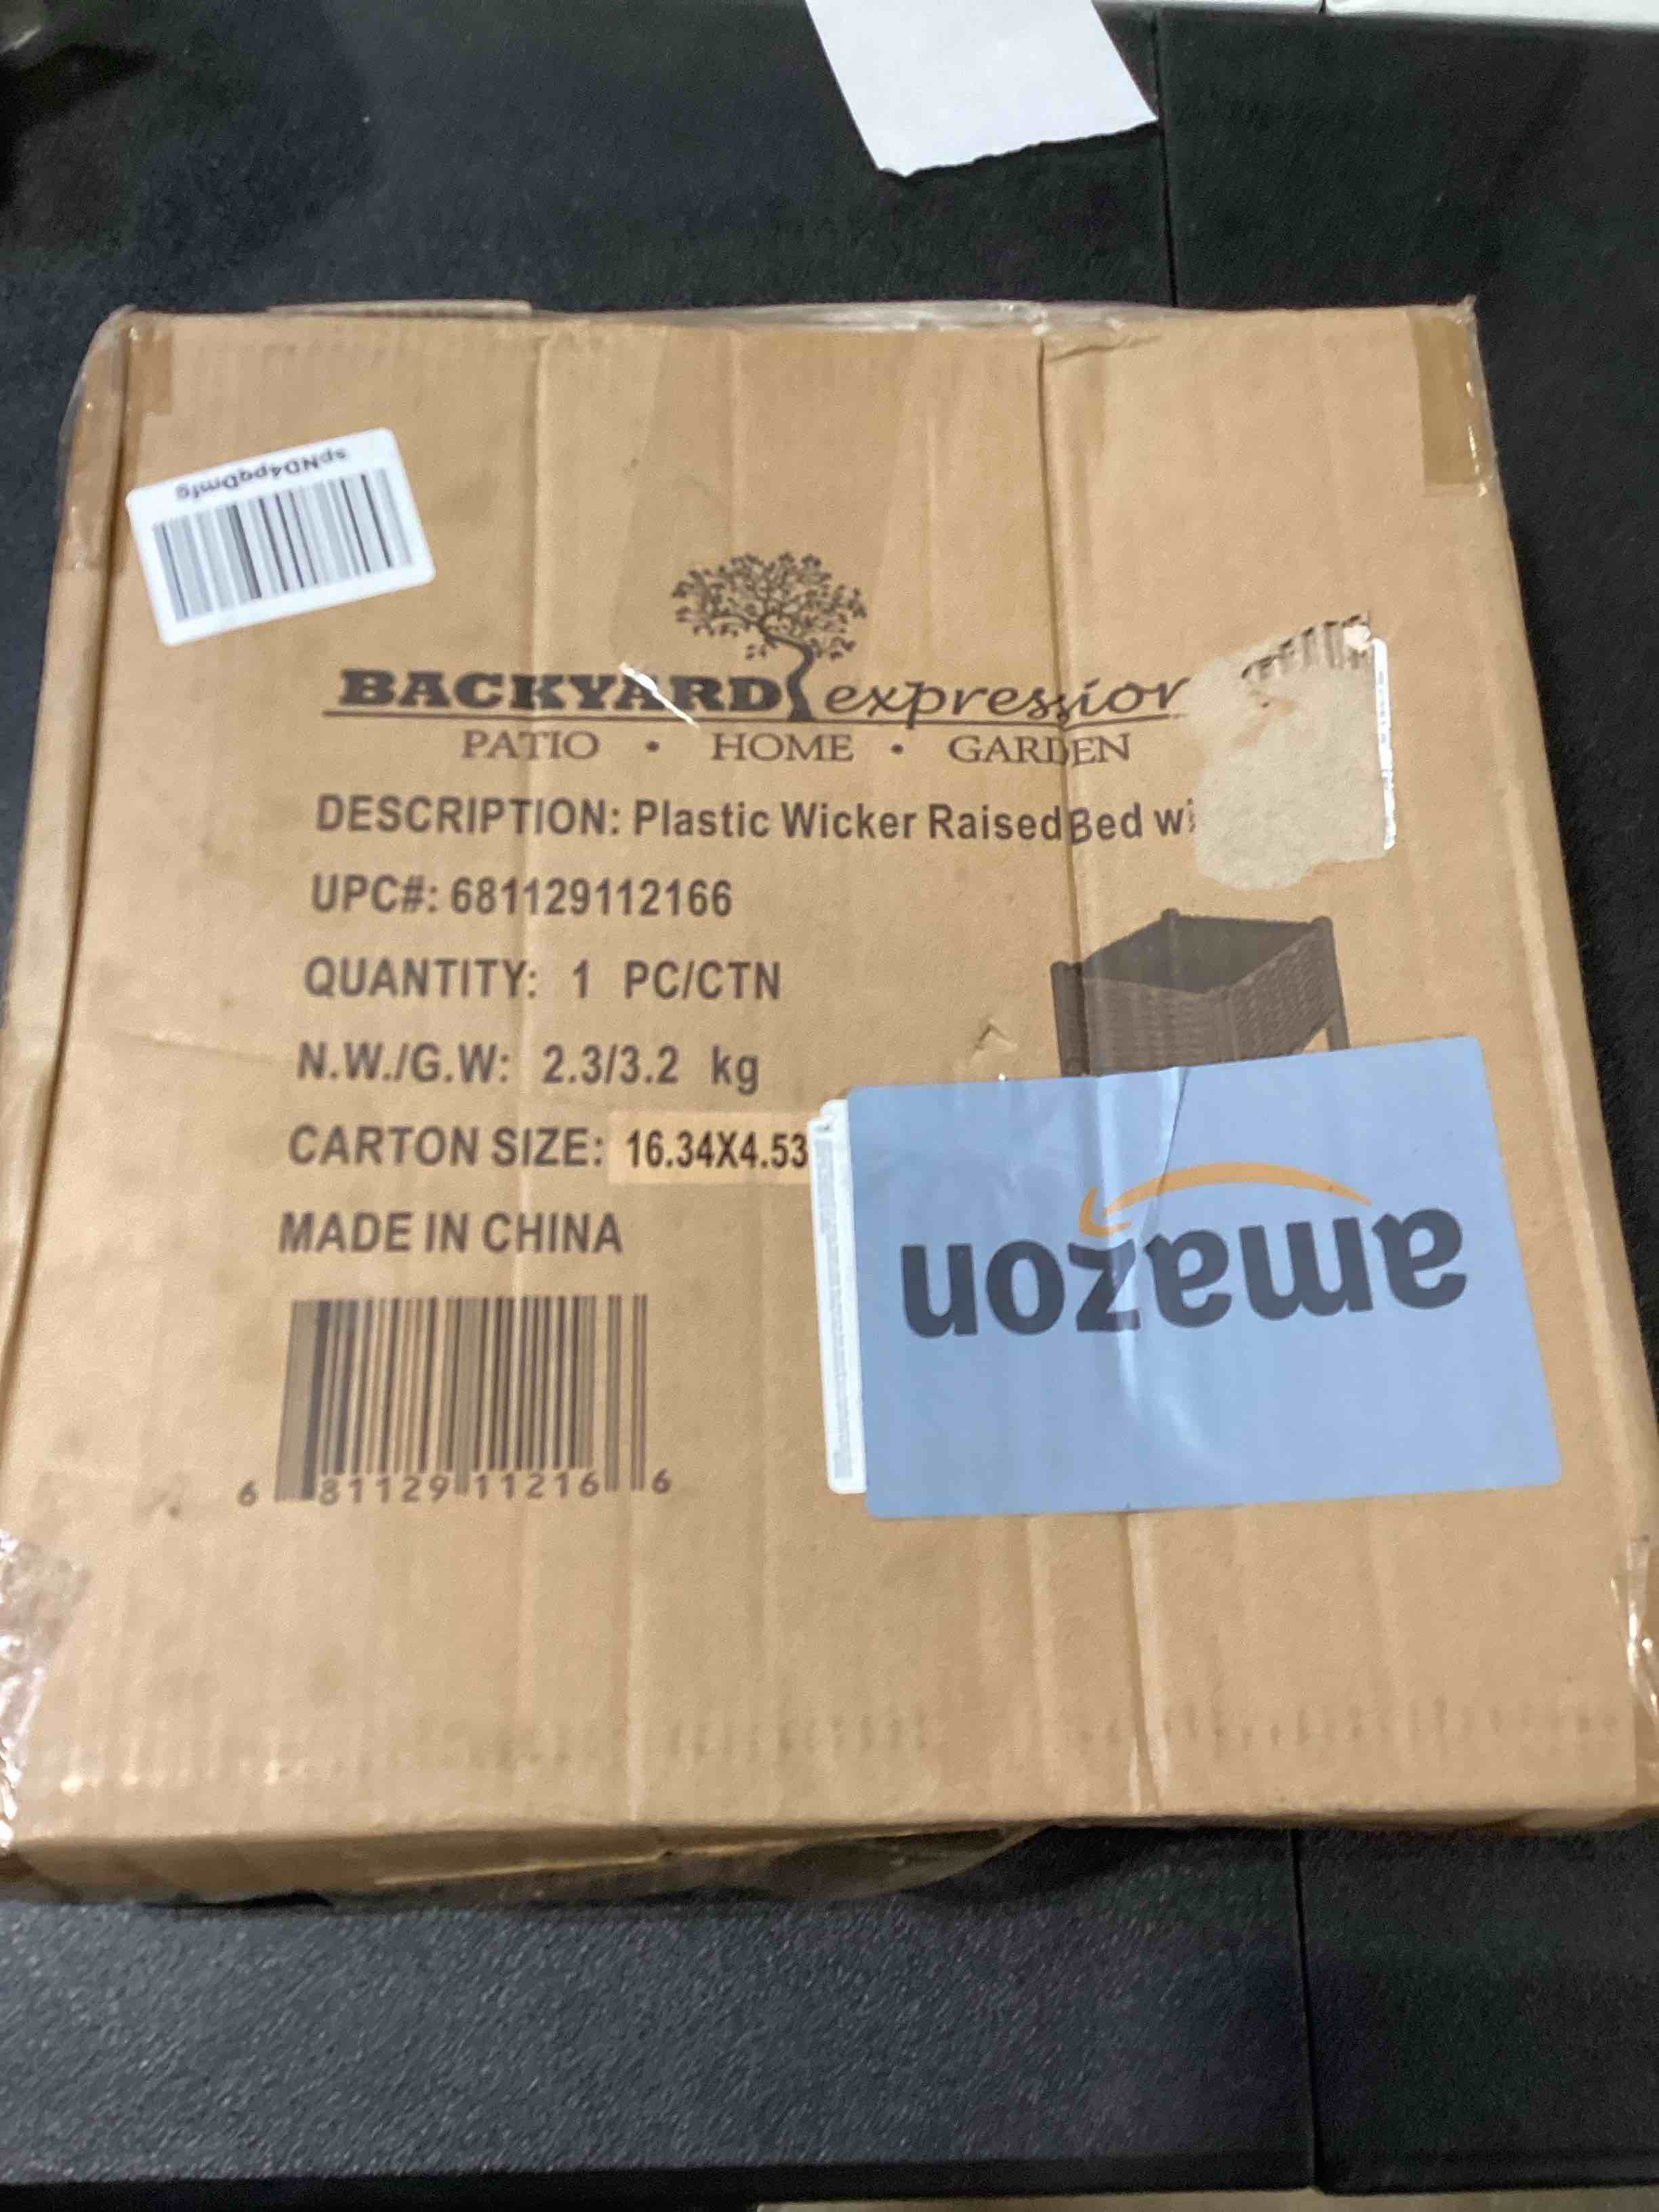 spND4pqDmfg
BACKYARD expression
PATIO • HOME • GARDEN
DESCRIPTION: Plastic Wicker Raised Bed wi
UPC#: 681129112166
QUANTITY: 1 PC/CTN
N.W./G.W: 2.3/3.2 kg
CARTON SIZE: 16.34X4.53
MADE IN CHINA
amazon
6 81129 11216 6